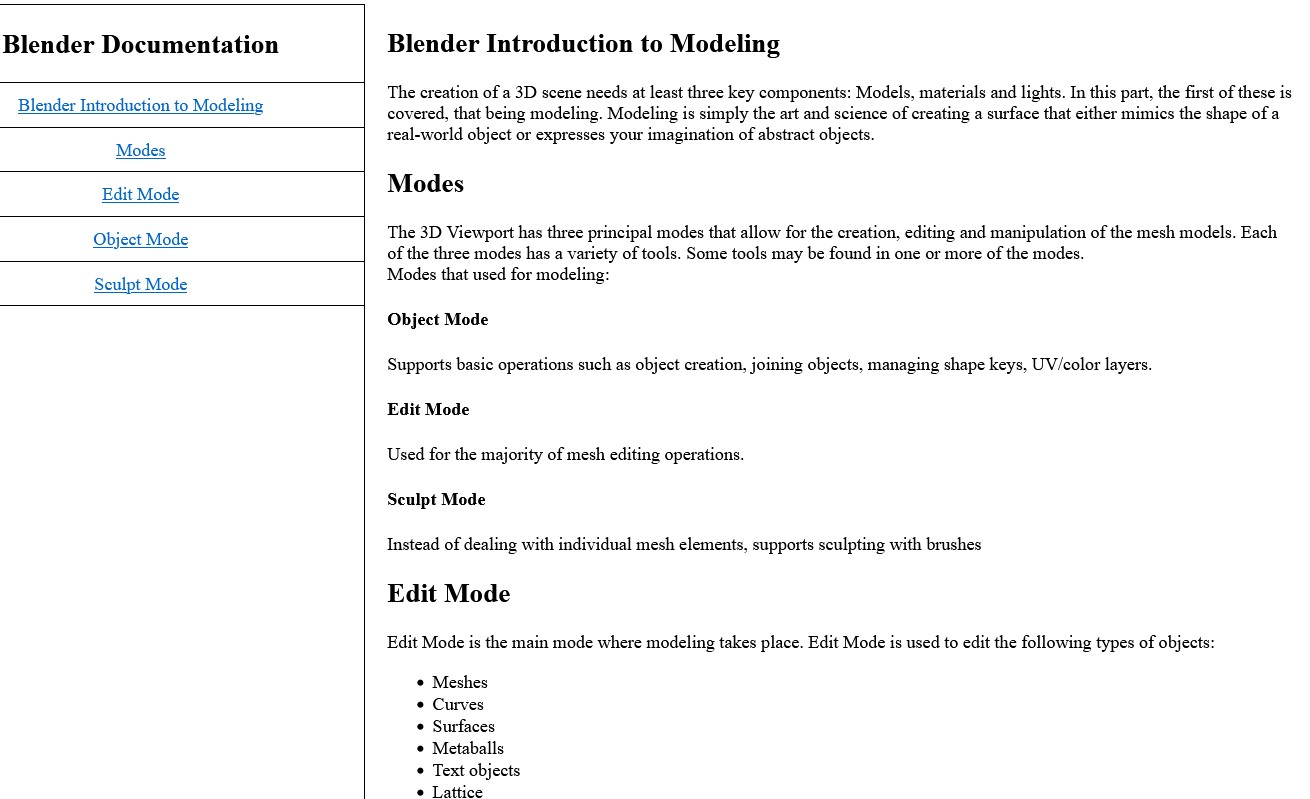 Blender Documentation
Blender Introduction to Modeling
Modes
Edit Mode
Object Mode
Sculpt Mode
Blender Introduction to Modeling
The creation of a 3D scene needs at least three key components: Models, materials and lights. In this part, the first of these is
covered, that being modeling. Modeling is simply the art and science of creating a surface that either mimics the shape of a
real-world object or expresses your imagination of abstract objects.
Modes
The 3D Viewport has three principal modes that allow for the creation, editing and manipulation of the mesh models. Each
of the three modes has a variety of tools. Some tools may be found in one or more of the modes.
Modes that used for modeling:
Object Mode
Supports basic operations such as object creation, joining objects, managing shape keys, UV/color layers.
Edit Mode
Used for the majority of mesh editing operations.
Sculpt Mode
Instead of dealing with individual mesh elements, supports sculpting with brushes
Edit Mode
Edit Mode is the main mode where modeling takes place. Edit Mode is used to edit the following types of objects:
• Meshes
• Curves
• Surfaces
• Metaballs
• Text objects
• Lattice